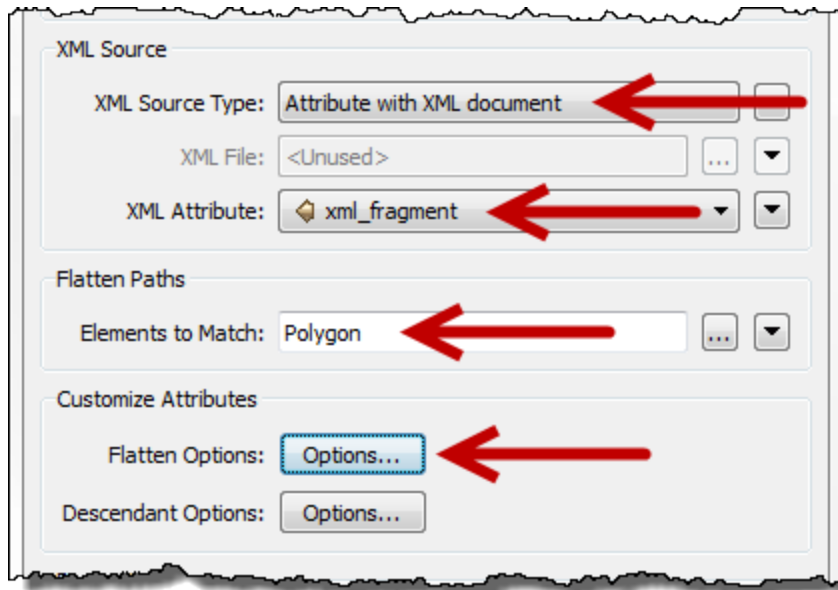 XML Source
XML Source Type: Attribute with XML document
XML File: <Unused> ...
XML Attribute: xml_fragment
Flatten Paths
Elements to Match: Polygon ...
Customize Attributes
Flatten Options: Options...
Descendant Options: Options...